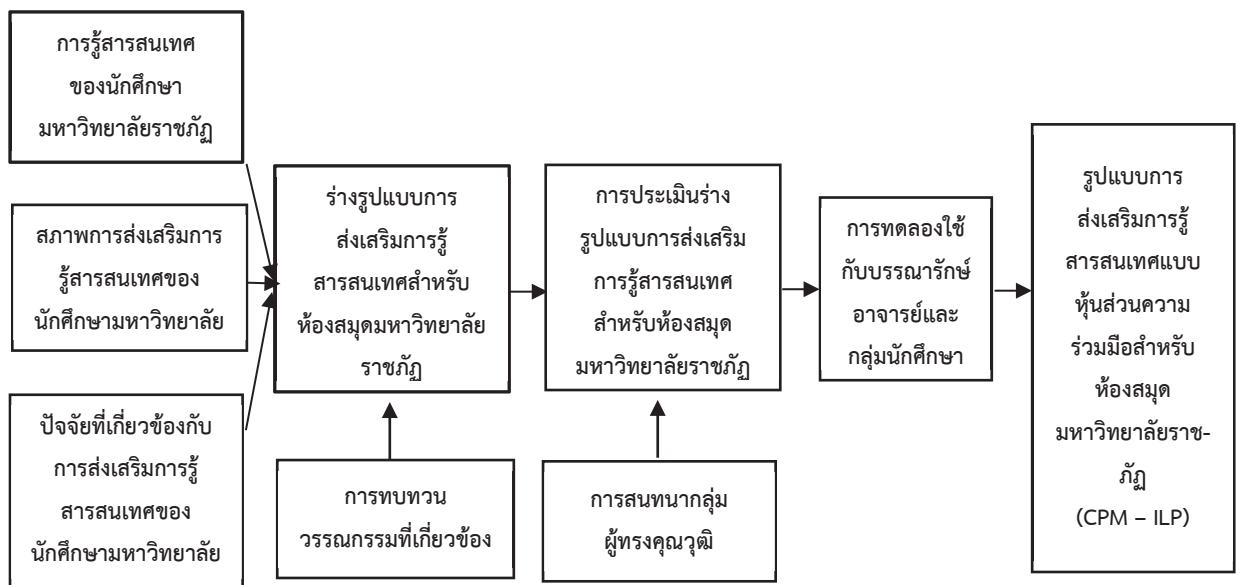 การรู้สารสนเทศ
ของนักศึกษา
มหาวิทยาลัยราชภัฏ
สภาพการส่งเสริมการ
รู้สารสนเทศของ
นักศึกษามหาวิทยาลัย
ปัจจัยที่เกี่ยวข้องกับ
การส่งเสริมการรู้
สารสนเทศของ
นักศึกษามหาวิทยาลัย
ร่างรูปแบบการ
ส่งเสริมการรู้
สารสนเทศสำหรับ
ห้องสมุดมหาวิทยาลัย
ราชภัฏ
การทบทวน
วรรณกรรมที่เกี่ยวข้อง
การประเมินร่าง
รูปแบบการส่งเสริม
การรู้สารสนเทศ
สำหรับห้องสมุด
มหาวิทยาลัยราชภัฏ
การสนทนากลุ่ม
ผู้ทรงคุณวุฒิ
การทดลองใช้
กับบรรณารักษ์
อาจารย์และ
กลุ่มนักศึกษา
รูปแบบการ
ส่งเสริมการรู้
สารสนเทศแบบ
หุ้นส่วนความ
ร่วมมือสำหรับ
ห้องสมุด
มหาวิทยาลัยราช-
ภัฏ
(CPM – ILP)